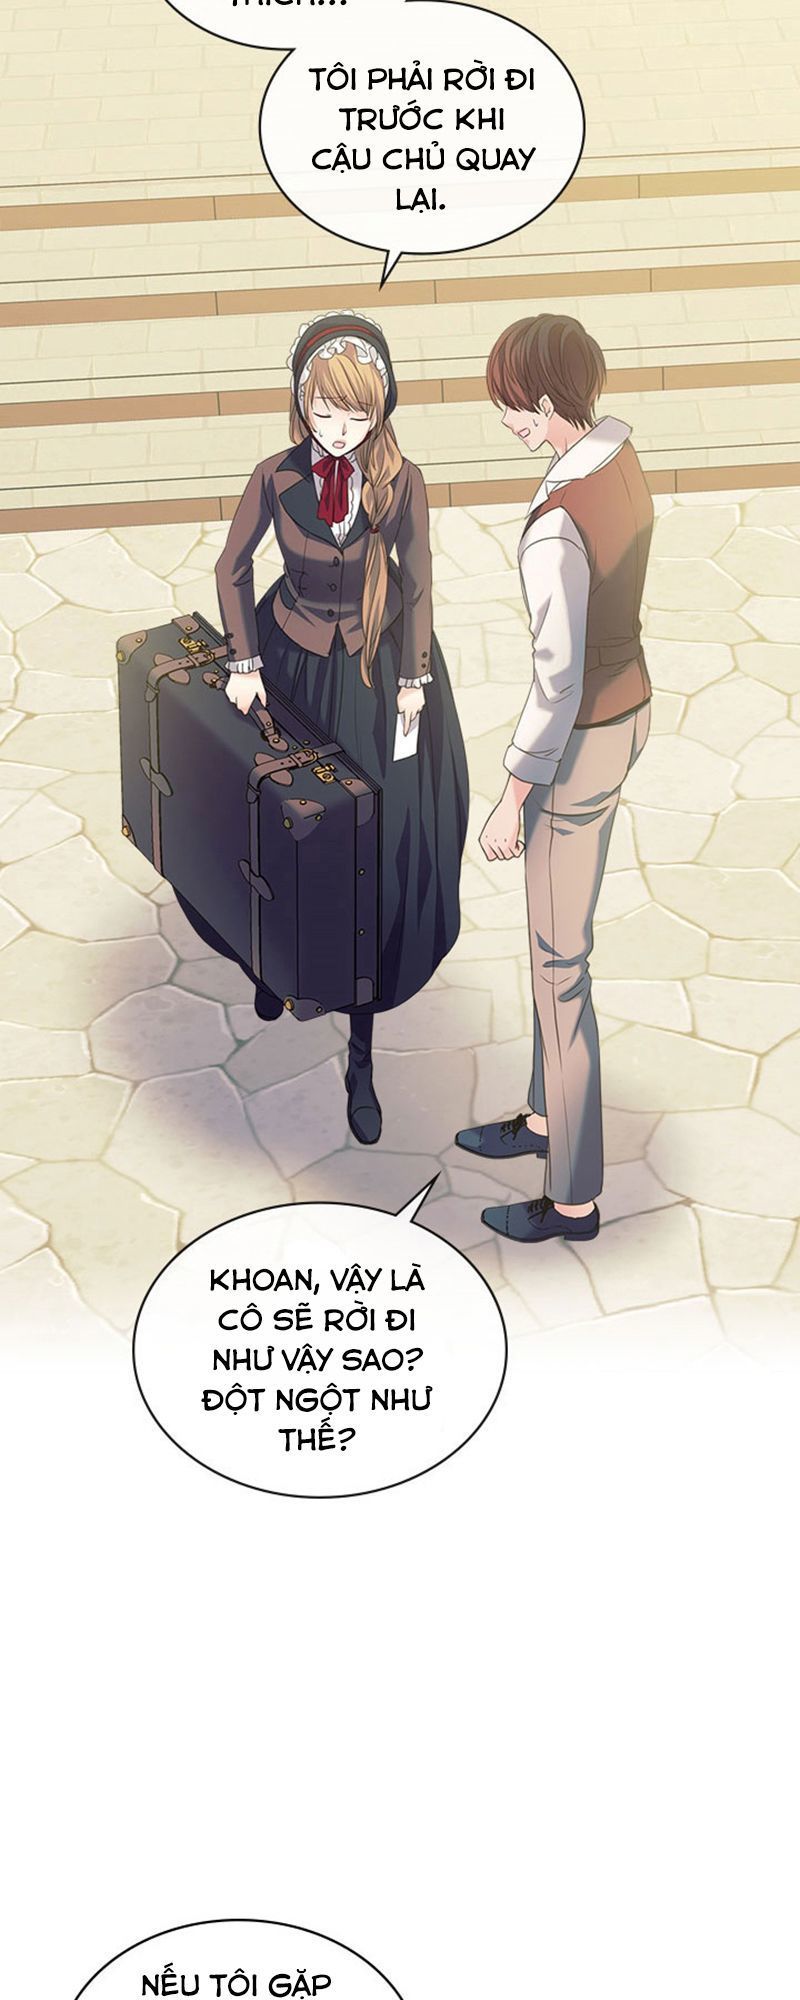 TÔI PHẢI RỜI ĐI
TRƯỚC KHI
CẬU CHỦ QUAY
LẠI.
KHOAN, VẬY LÀ
CÔ SẼ RỜI ĐI
NHƯ VẬY SAO?
ĐỘT NGỘT NHƯ
THẾ?
NẾU TÔI GẶP